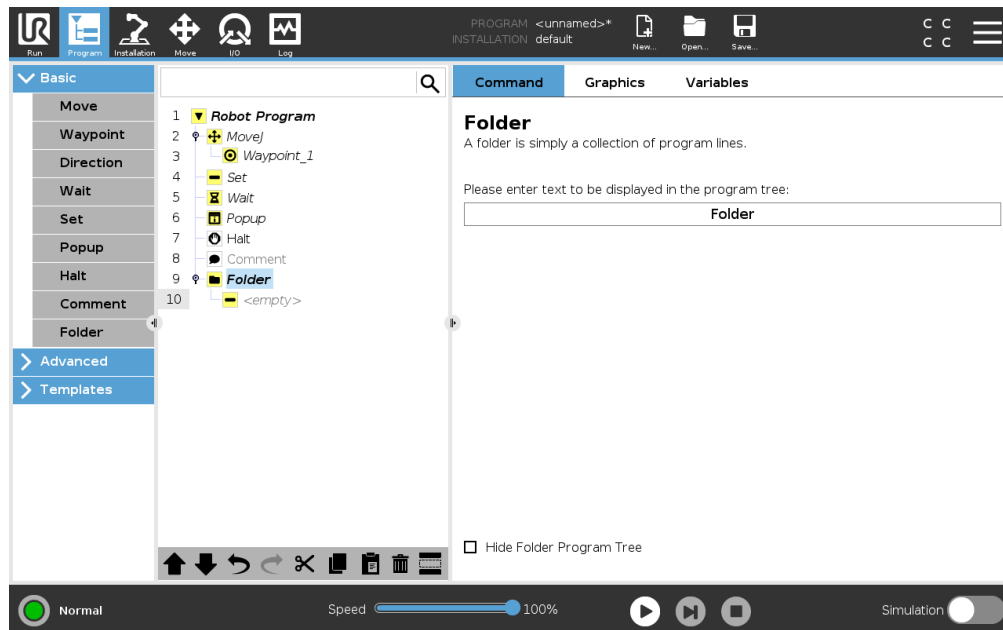 UR
Run
Program
Installation
Move
I/O
Log
PROGRAM <unnamed>*
INSTALLATION default
New...
Open...
Save...
C C
C C
Basic
Move
Waypoint
Direction
Wait
Set
Popup
Halt
Comment
Folder
Advanced
Templates
1 Robot Program
2 MoveJ
3 Waypoint_1
4 Set
5 Wait
6 Popup
7 Halt
8 Comment
9 Folder
10 <empty>
Command Graphics Variables
Folder
A folder is simply a collection of program lines.
Please enter text to be displayed in the program tree:
Folder
Hide Folder Program Tree
Normal
Speed 100%
Simulation